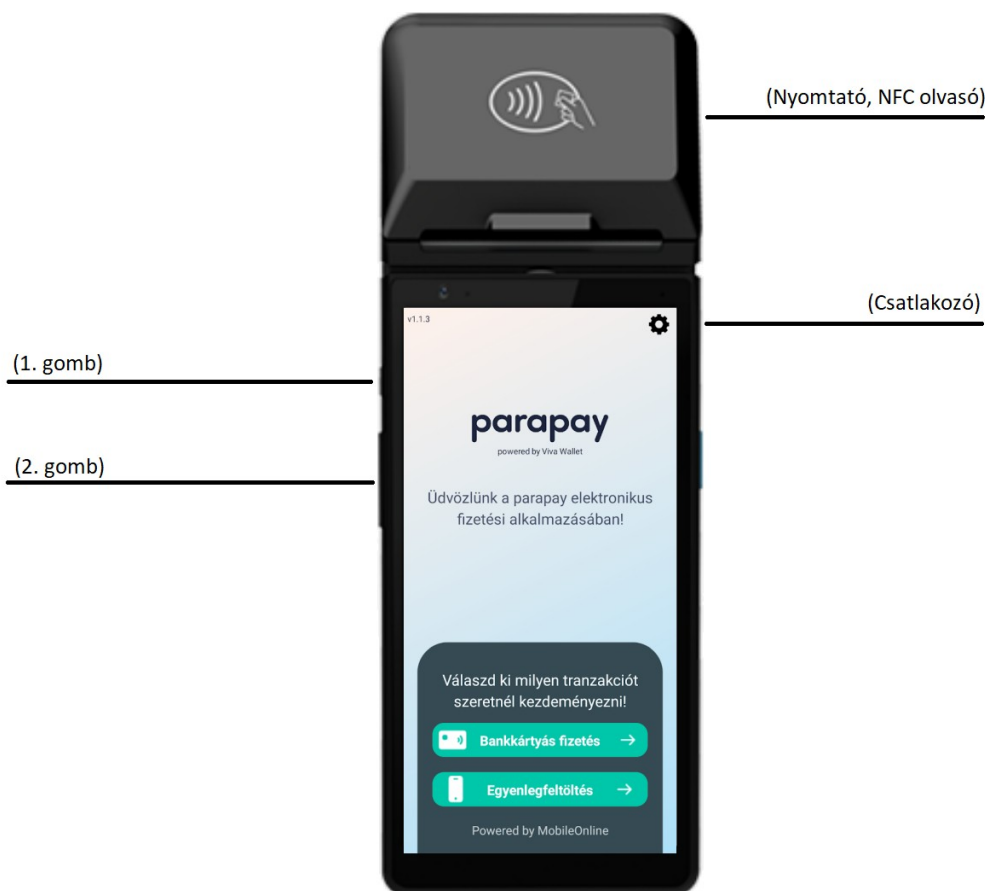 (Nyomtató, NFC olvasó)
(Csatlakozó)
(1. gomb)
(2. gomb)
v1.1.3
parapay
powered by Viva Wallet
Üdvözlünk a parapay elektronikus
fizetési alkalmazásában!
Válaszd ki milyen tranzakciót
szeretnél kezdeményezni!
Bankkártyás fizetés
Egyenlegfeltöltés
Powered by MobileOnline